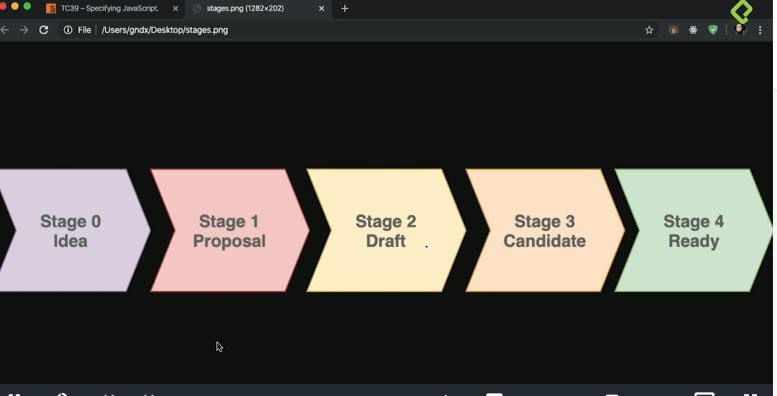 TC39 – Specifying JavaScript.
stages.png (1282×202)
File
/Users/gndx/Desktop/stages.png
Stage 0
Idea
Stage 1
Proposal
Stage 2
Draft
Stage 3
Candidate
Stage 4
Ready